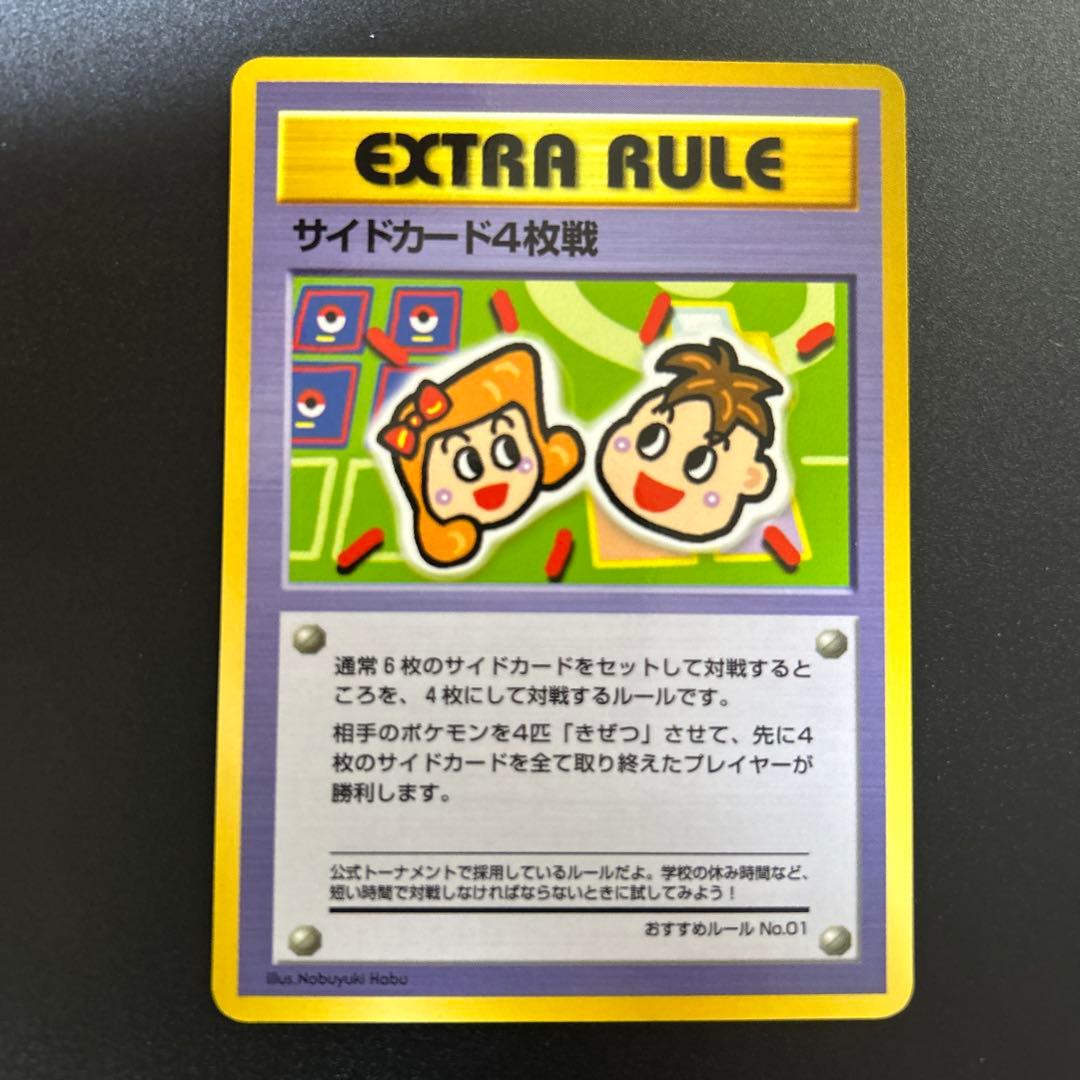 EXTRA RULE
サイドカード4枚戦
通常6枚のサイドカードをセットして対戦すると
ころを、4枚にして対戦するルールです。
相手のポケモンを4匹「きぜつ」させて、先に4
枚のサイドカードを全て取り終えたプレイヤーが
勝利します。
公式トーナメントで採用しているルールだよ。学校の休み時間など、
短い時間で対戦しなければならないときに試してみよう！
おすすめルール No.01
illus.Nobuyuki Habu